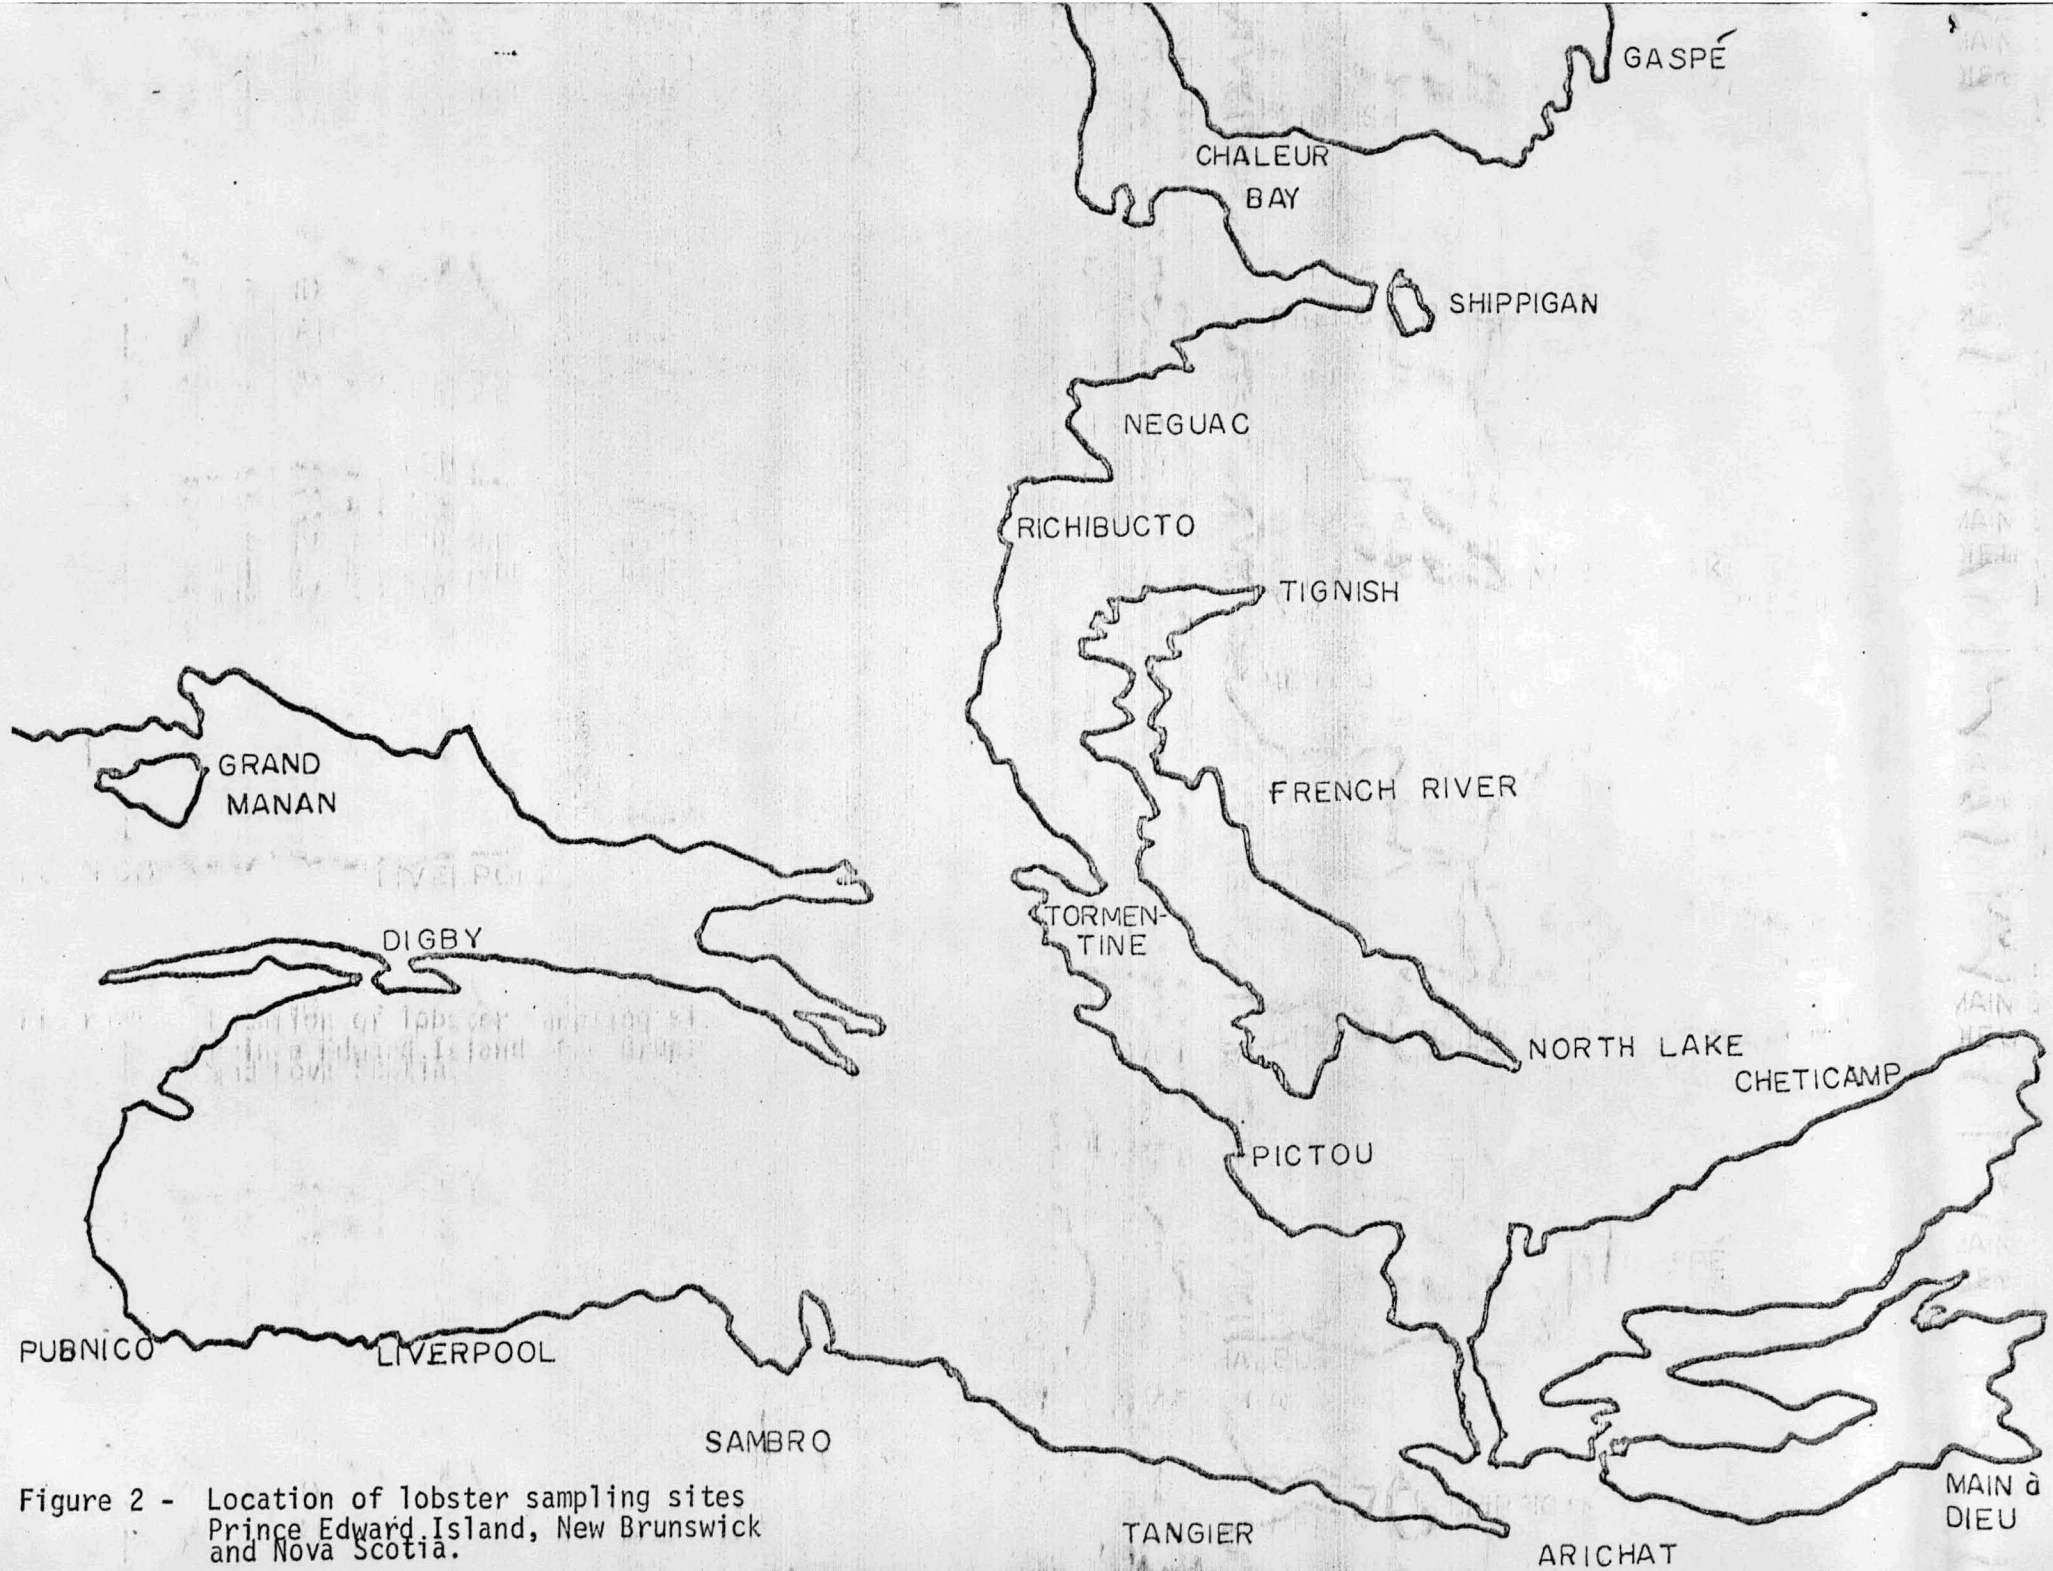 GASPÉ
CHALEUR
BAY
SHIPPIGAN
NEGUAC
RICHIBUCTO
TIGNISH
GRAND
MANAN
FRENCH RIVER
TORMEN-
TINE
DIGBY
NORTH LAKE
CHETICAMP
PICTOU
PUBNICO
LIVERPOOL
SAMBRO
MAIN à
DIEU
TANGIER
ARICHAT
Figure 2 - Location of lobster sampling sites
Prince Edward Island, New Brunswick
and Nova Scotia.